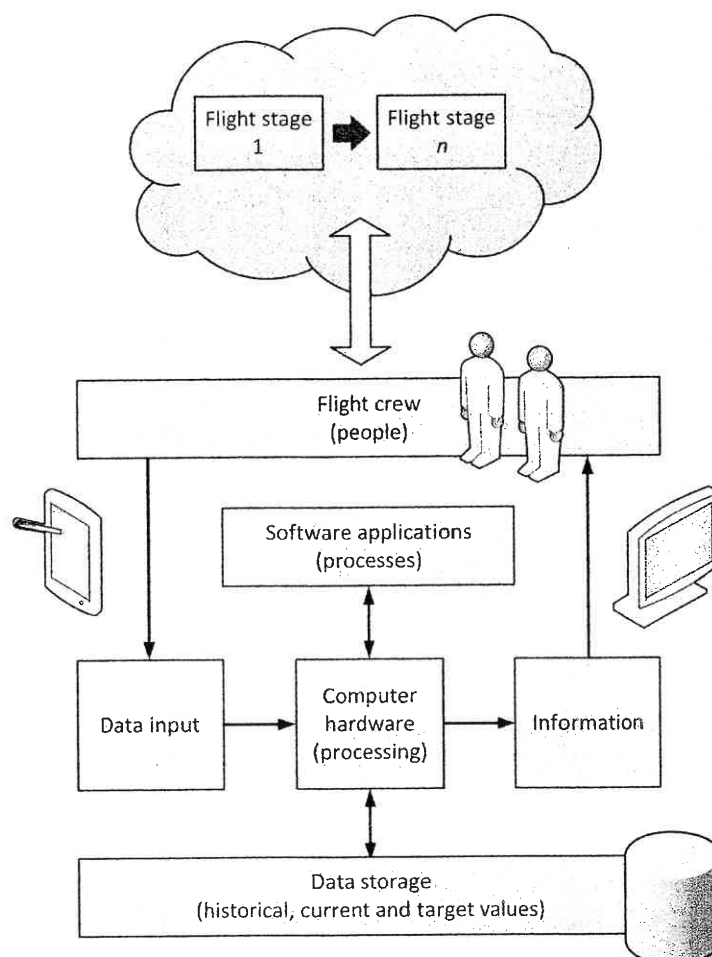 Flight stage
1
Flight stage
n
Flight crew
(people)
Software applications
(processes)
Data input
Computer
hardware
(processing)
Information
Data storage
(historical, current and target values)